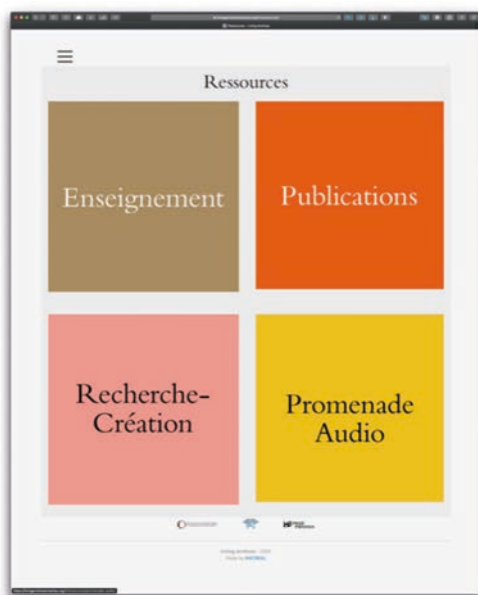 Ressources
Enseignement
Publications
Recherche-
Création
Promenade
Audio